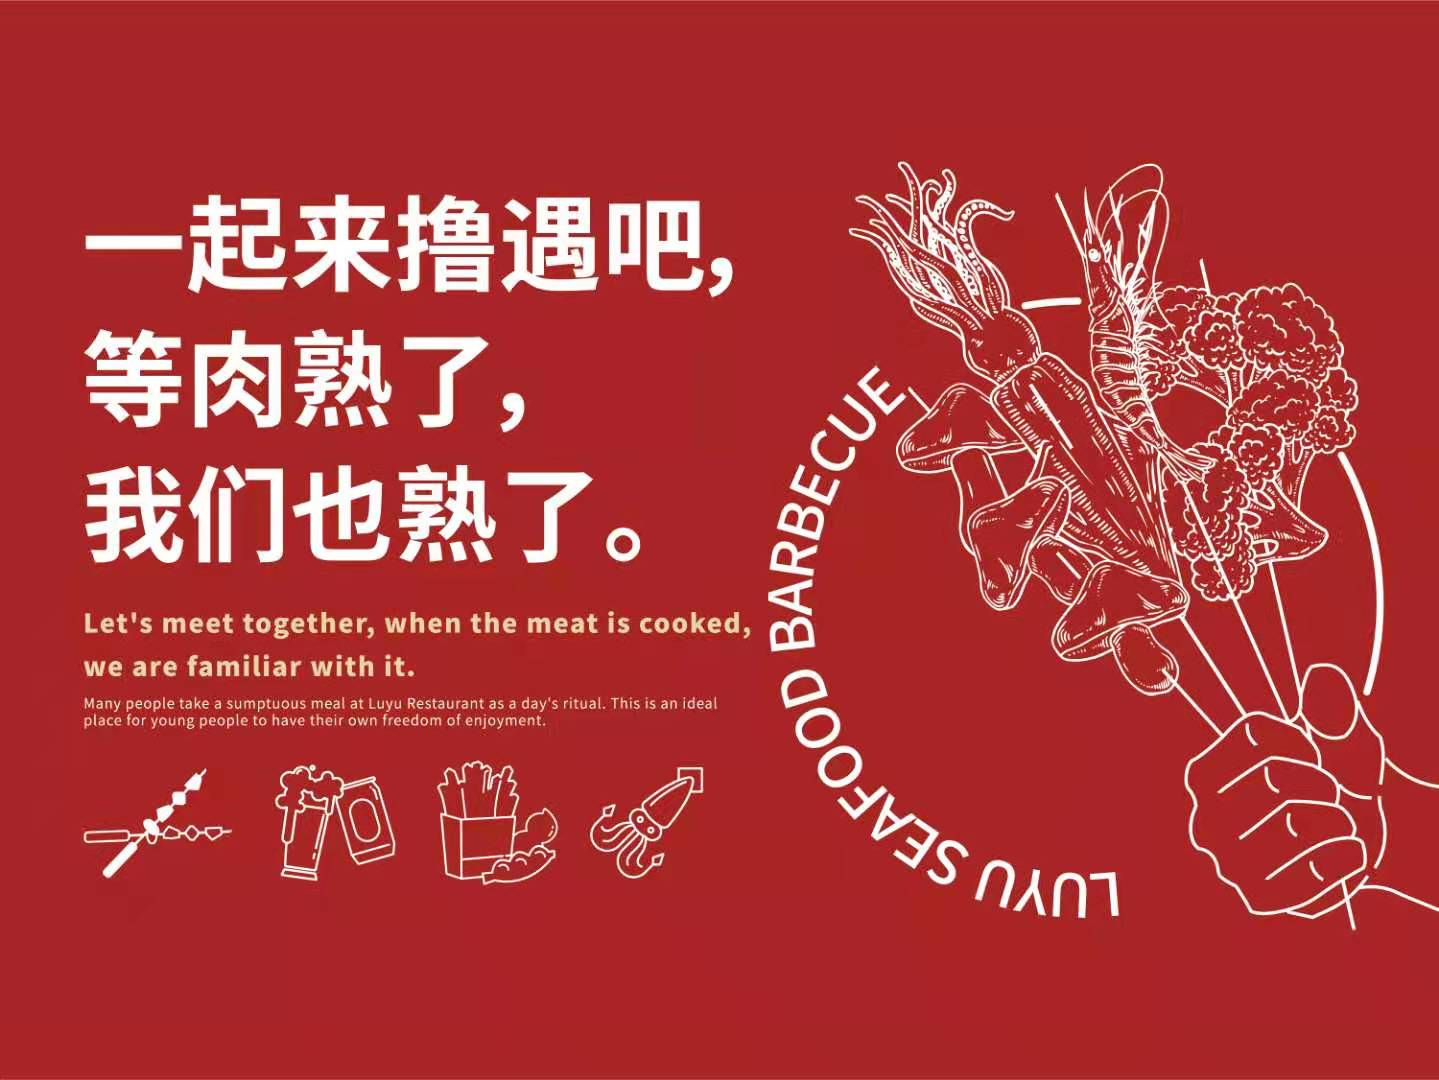 一起来撸遇吧,
等肉熟了,
我们也熟了。
Let's meet together, when the meat is cooked,
we are familiar with it.
Many people take a sumptuous meal at Luyu Restaurant as a day's ritual. This is an ideal
place for young people to have their own freedom of enjoyment.
LUYU SEAFOOD BARBECUE